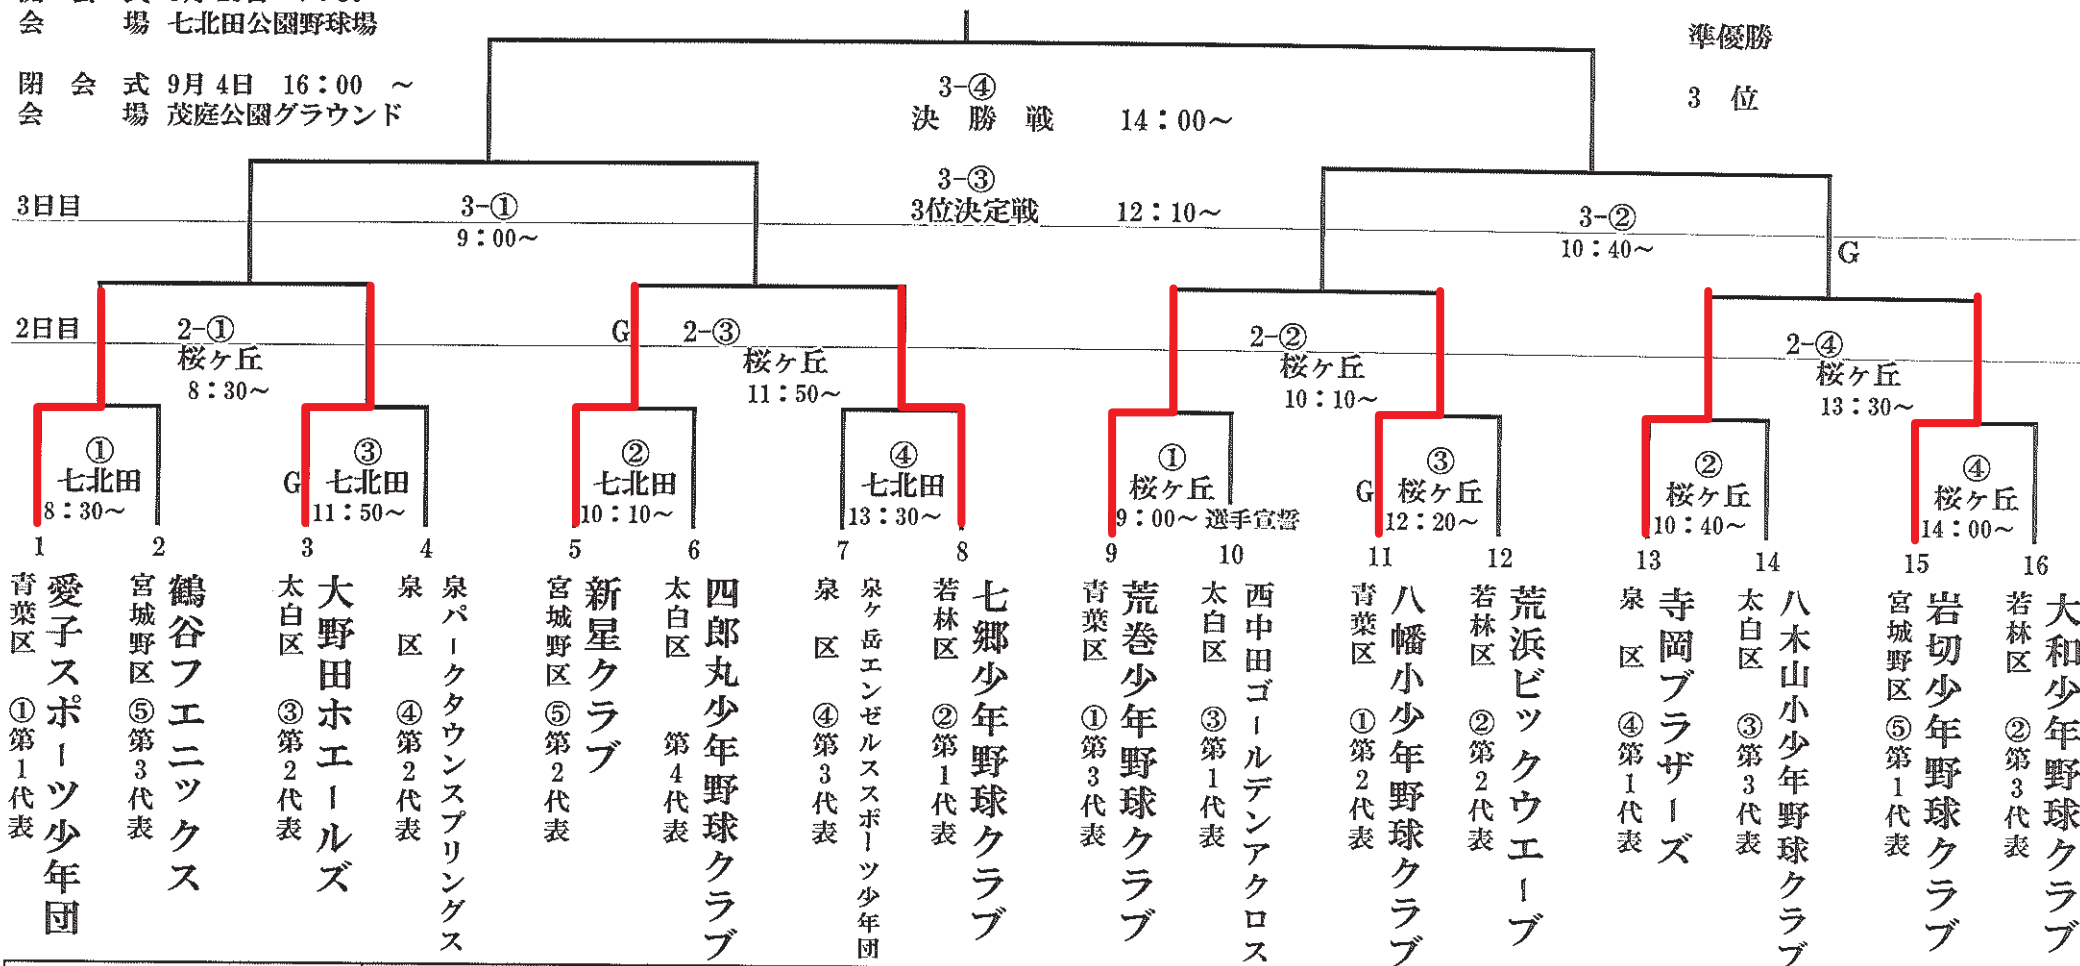 会 場 七北田公園野球場
準優勝
閉 会 式 9月 4日 16：00 ～
会 場 茂庭公園グラウンド
3 位
3-④
決 勝 戦 14：00～
3-③
3位決定戦 12：10～
3日目
3-①
9：00～
3-②
10：40～
G
2日目
2-①
桜ヶ丘
8：30～
G
2-③
桜ヶ丘
11：50～
2-②
桜ヶ丘
10：10～
2-④
桜ヶ丘
13：30～
①
七北田
8：30～
G
③
七北田
11：50～
②
七北田
10：10～
④
七北田
13：30～
①
桜ヶ丘
9：00～ 選手宣誓
G
③
桜ヶ丘
12：20～
②
桜ヶ丘
10：40～
④
桜ヶ丘
14：00～
1
愛子スポーツ少年団
青葉区 ①第1代表
2
鶴谷フエニックス
宮城野区 ⑤第3代表
3
大野田ホエールズ
太白区 ③第2代表
4
泉パークタウンスプリングス
泉 区 ④第2代表
5
新星クラブ
宮城野区 ⑤第2代表
6
四郎丸少年野球クラブ
太白区 第4代表
7
泉ヶ岳エンゼルススポーツ少年団
泉 区 ④第3代表
8
七郷少年野球クラブ
若林区 ②第1代表
9
荒巻少年野球クラブ
青葉区 ①第3代表
10
西中田ゴールデンアクロス
太白区 ③第1代表
11
八幡小少年野球クラブ
青葉区 ①第2代表
12
荒浜ビックウエーブ
若林区 ②第2代表
13
寺岡ブラザーズ
泉 区 ④第1代表
14
八木山小少年野球クラブ
太白区 ③第3代表
15
岩切少年野球クラブ
宮城野区 ⑤第1代表
16
大和少年野球クラブ
若林区 ②第3代表